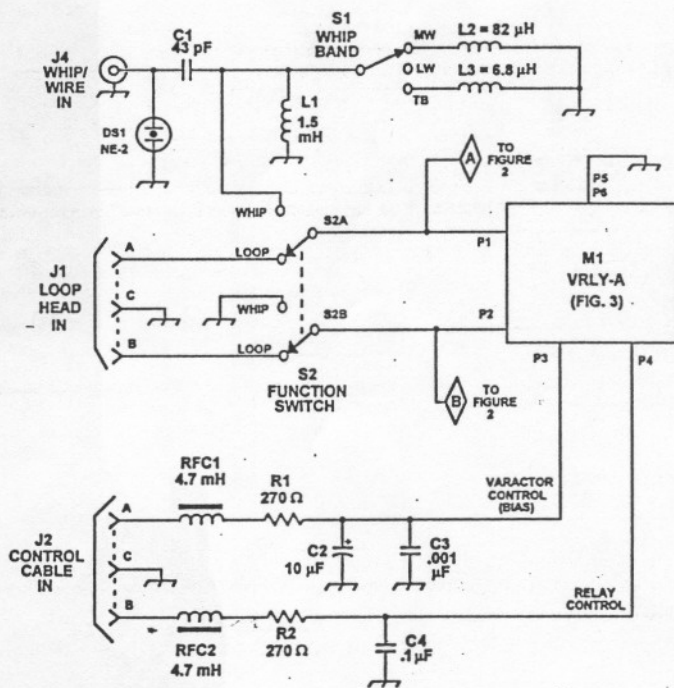 S1
WHIP
BAND
C1
43 pF
MW
L2 = 82 µH
J4
WHIP/
WIRE
IN
LW
L3 = 6.8 µH
TB
DS1
NE-2
L1
1.5
mH
A
TO
FIGURE
2
P5
P6
WHIP
S2A
A
LOOP
P1
M1
VRLY-A
(FIG. 3)
J1
LOOP
HEAD
IN
C
WHIP
S2B
P2
B
LOOP
P3
P4
S2
FUNCTION
SWITCH
B
TO
FIGURE
2
RFC1
4.7 mH
R1
270 Ω
VARACTOR
CONTROL
(BIAS)
A
J2
CONTROL
CABLE
IN
C
C2
10 µF
+
C3
.001
µF
RELAY
CONTROL
B
RFC2
4.7 mH
R2
270 Ω
C4
.1 µF